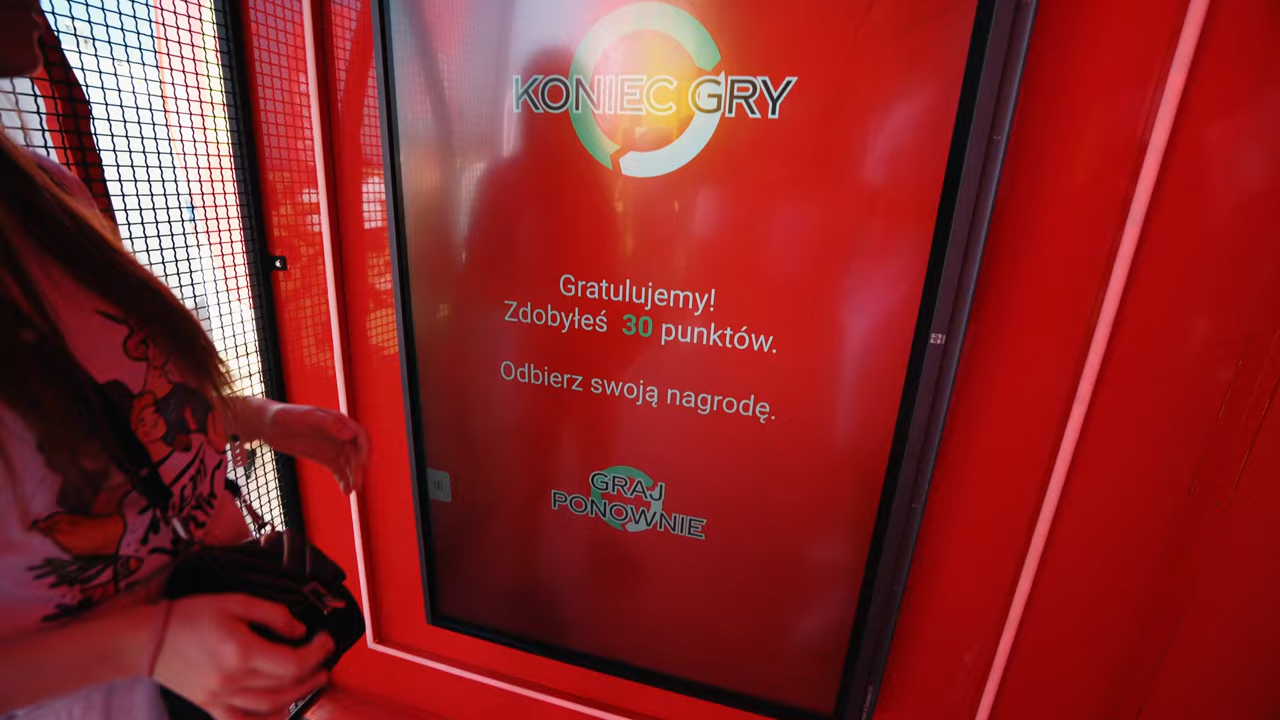 KONIEC GRY
Gratulujemy!
Zdobyłeś 30 punktów.
Odbierz swoją nagrodę.
GRAJ
PONOWNIE